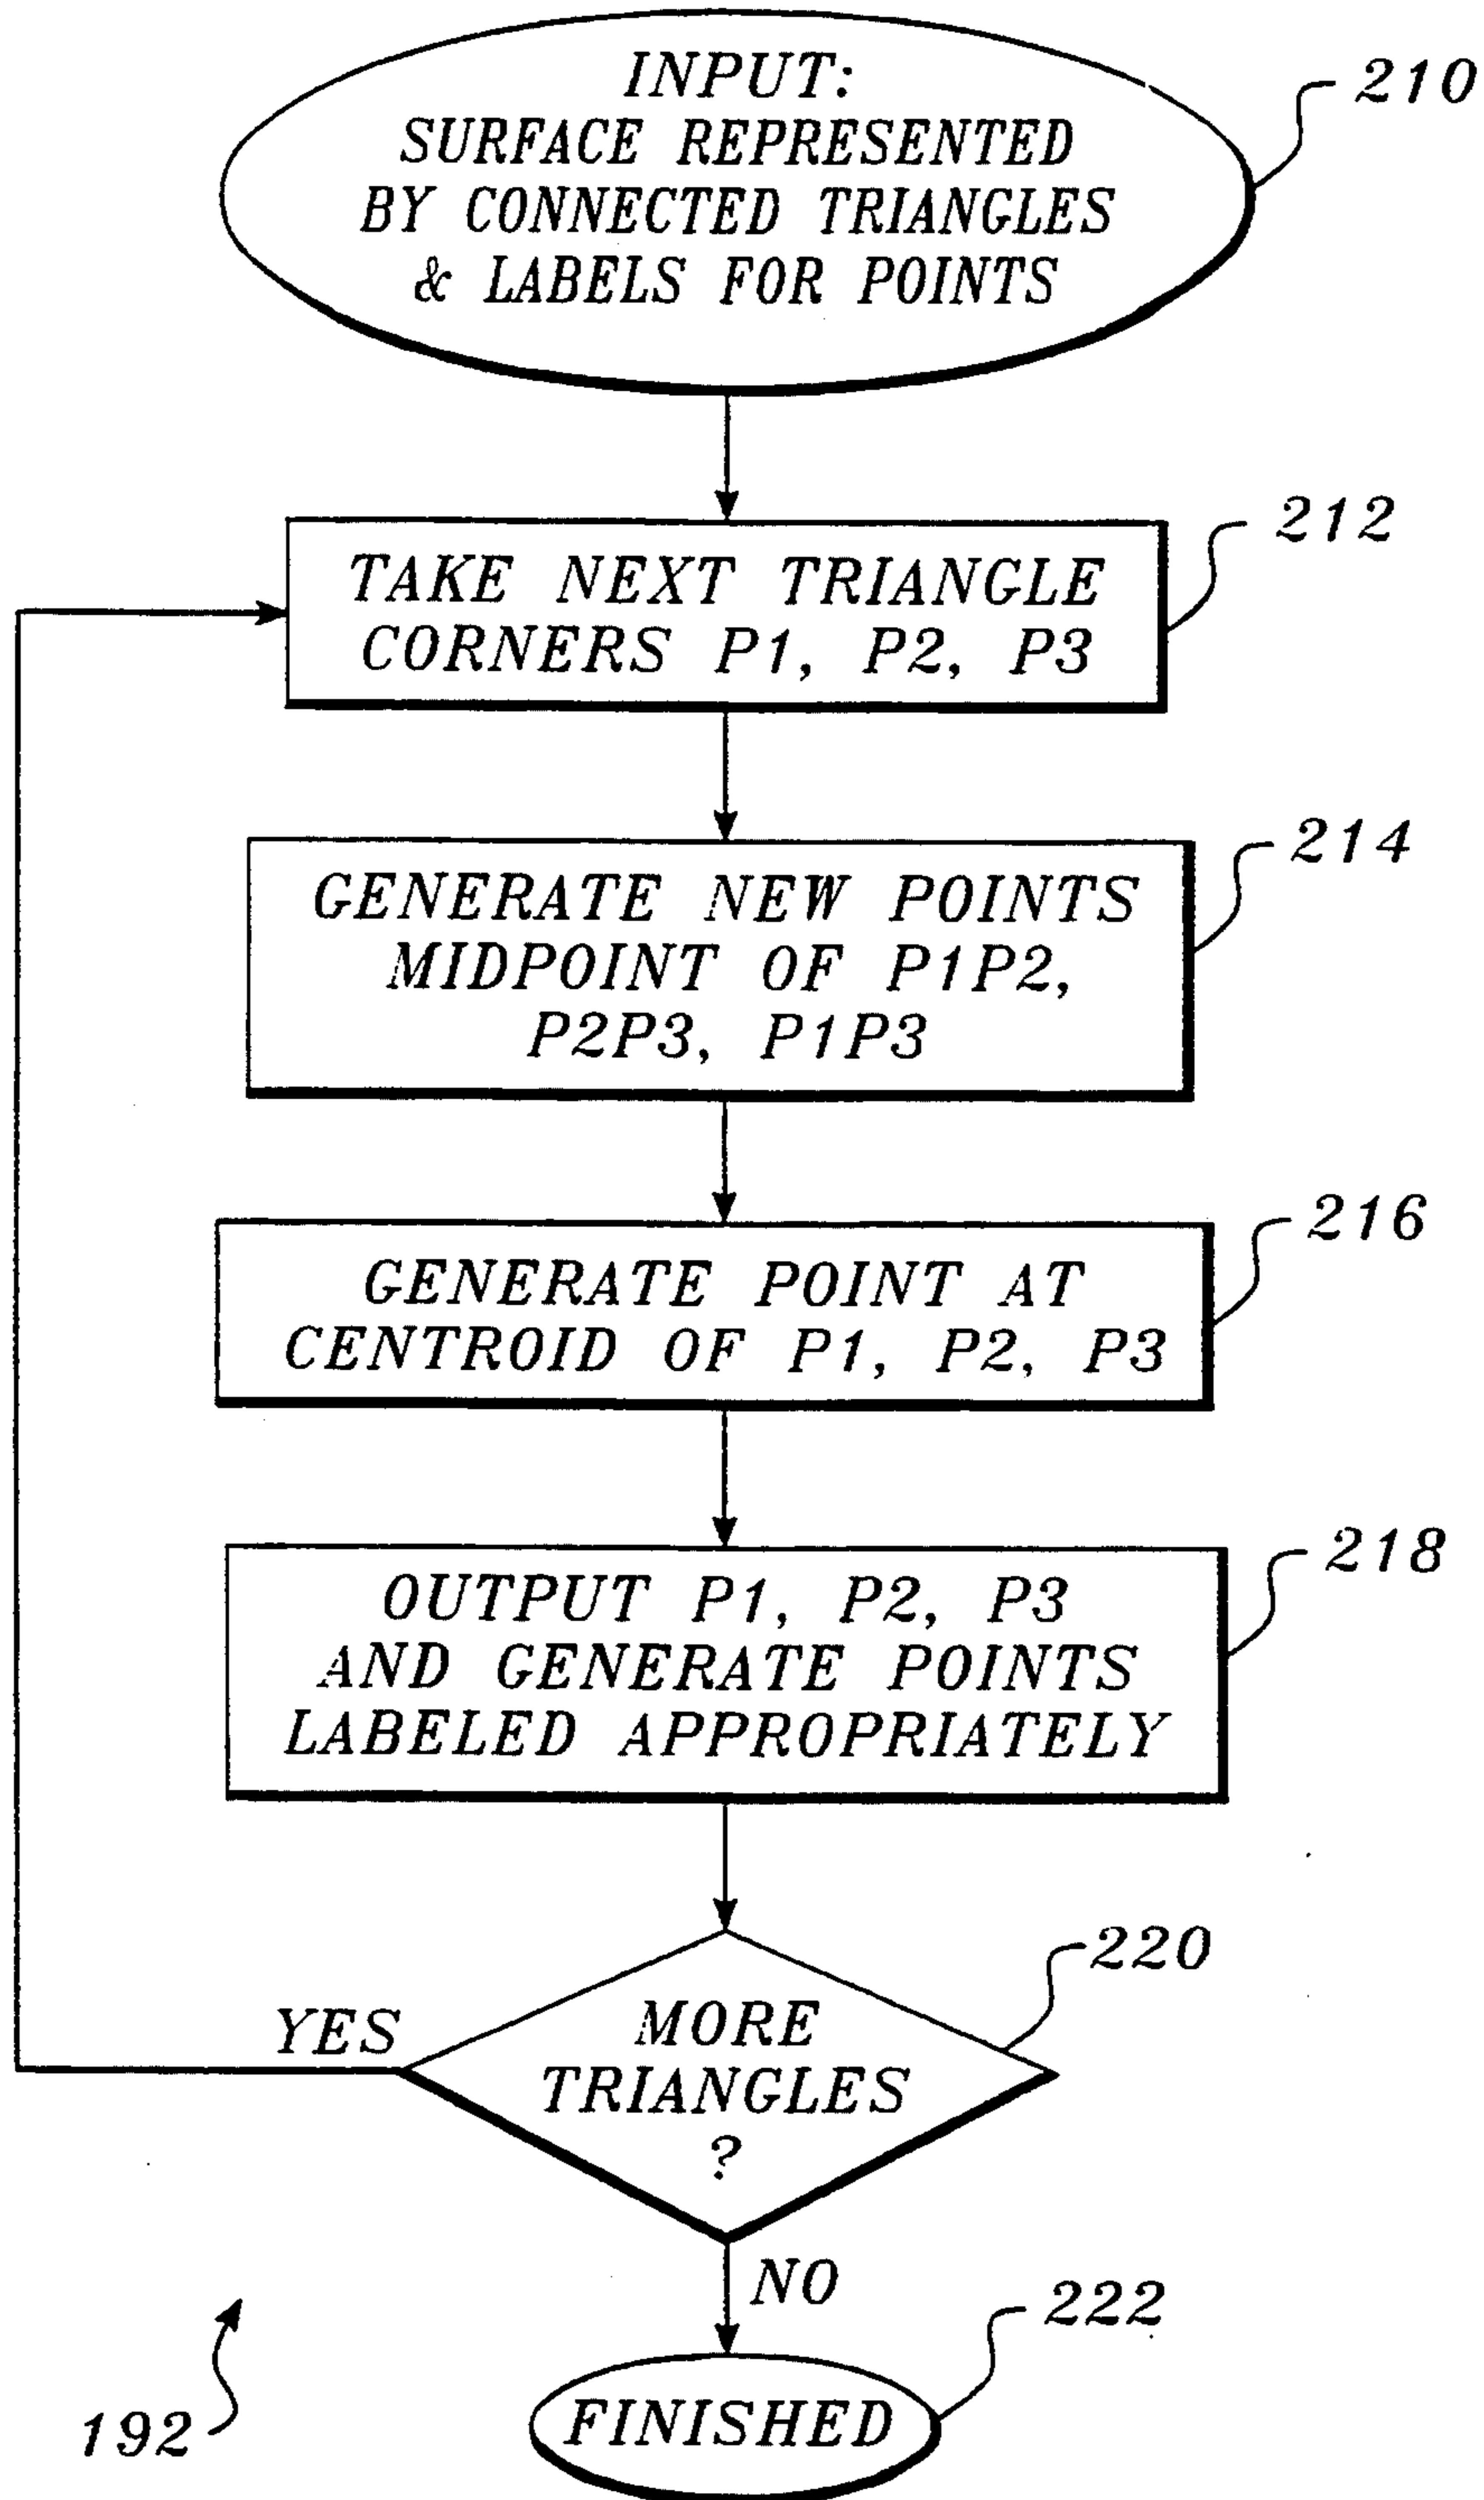 INPUT:
SURFACE REPRESENTED
BY CONNECTED TRIANGLES
& LABELS FOR POINTS
210
TAKE NEXT TRIANGLE
CORNERS P1, P2, P3
212
GENERATE NEW POINTS
MIDPOINT OF P1P2,
P2P3, P1P3
214
GENERATE POINT AT
CENTROID OF P1, P2, P3
216
OUTPUT P1, P2, P3
AND GENERATE POINTS
LABELED APPROPRIATELY
218
MORE
TRIANGLES
?
220
YES
NO
FINISHED
222
192